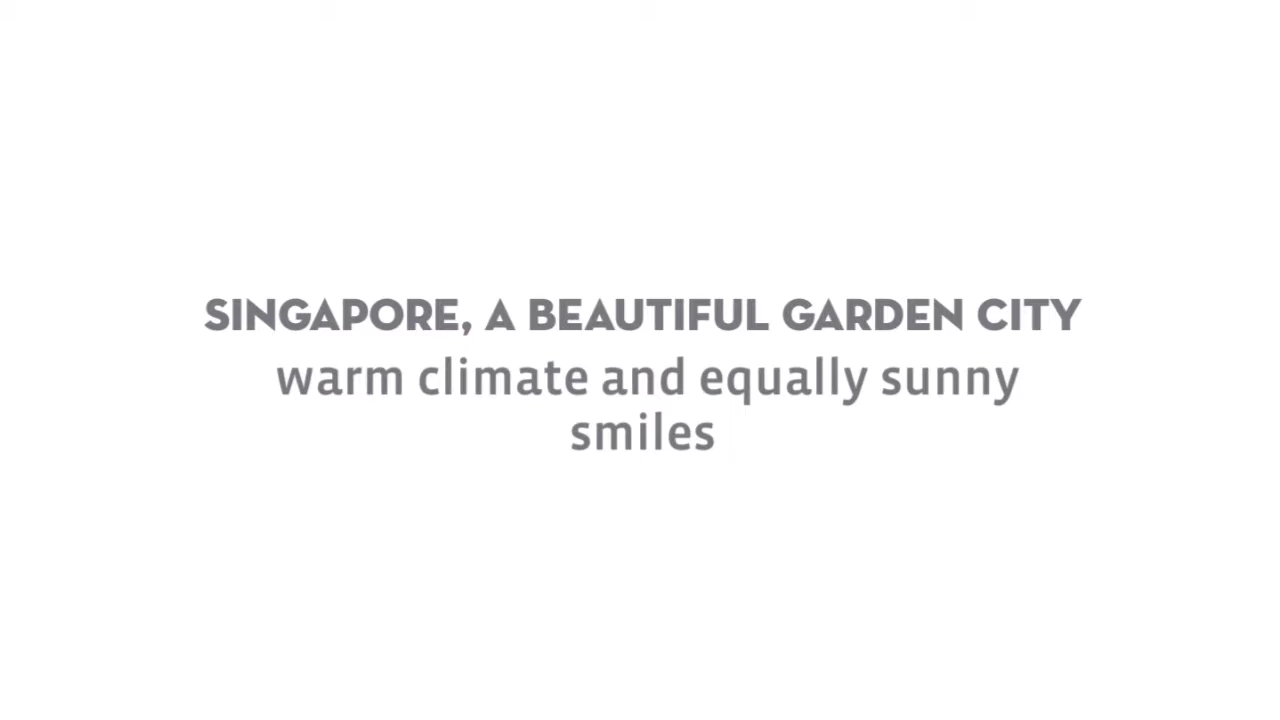 SINGAPORE, A BEAUTIFUL GARDEN CITY
warm climate and equally sunny
smiles